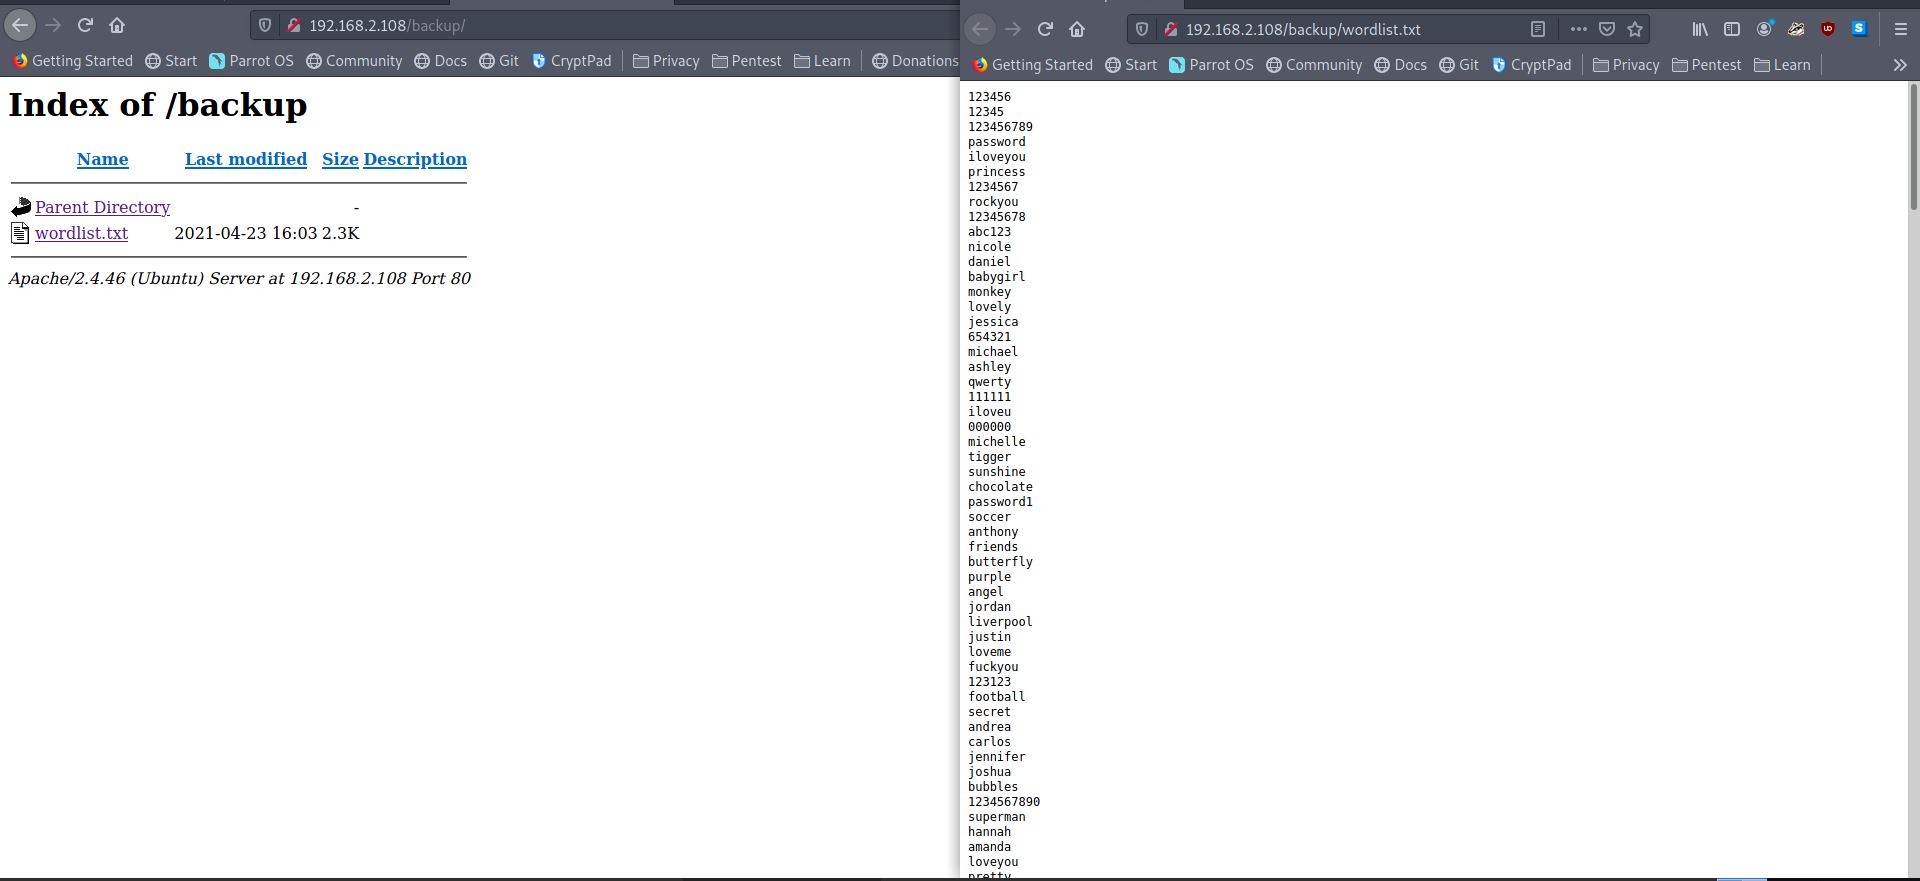 192.168.2.108/backup/
Getting Started Start Parrot OS Community Docs Git CryptPad Privacy Pentest Learn Donations
Index of /backup
Name Last modified Size Description
Parent Directory -
wordlist.txt 2021-04-23 16:03 2.3K
Apache/2.4.46 (Ubuntu) Server at 192.168.2.108 Port 80
192.168.2.108/backup/wordlist.txt
Getting Started Start Parrot OS Community Docs Git CryptPad Privacy Pentest Learn
123456
12345
123456789
password
iloveyou
princess
1234567
rockyou
12345678
abc123
nicole
daniel
babygirl
monkey
lovely
jessica
654321
michael
ashley
qwerty
111111
iloveu
000000
michelle
tigger
sunshine
chocolate
password1
soccer
anthony
friends
butterfly
purple
angel
jordan
liverpool
justin
loveme
fuckyou
123123
football
secret
andrea
carlos
jennifer
joshua
bubbles
1234567890
superman
hannah
amanda
loveyou
pretty